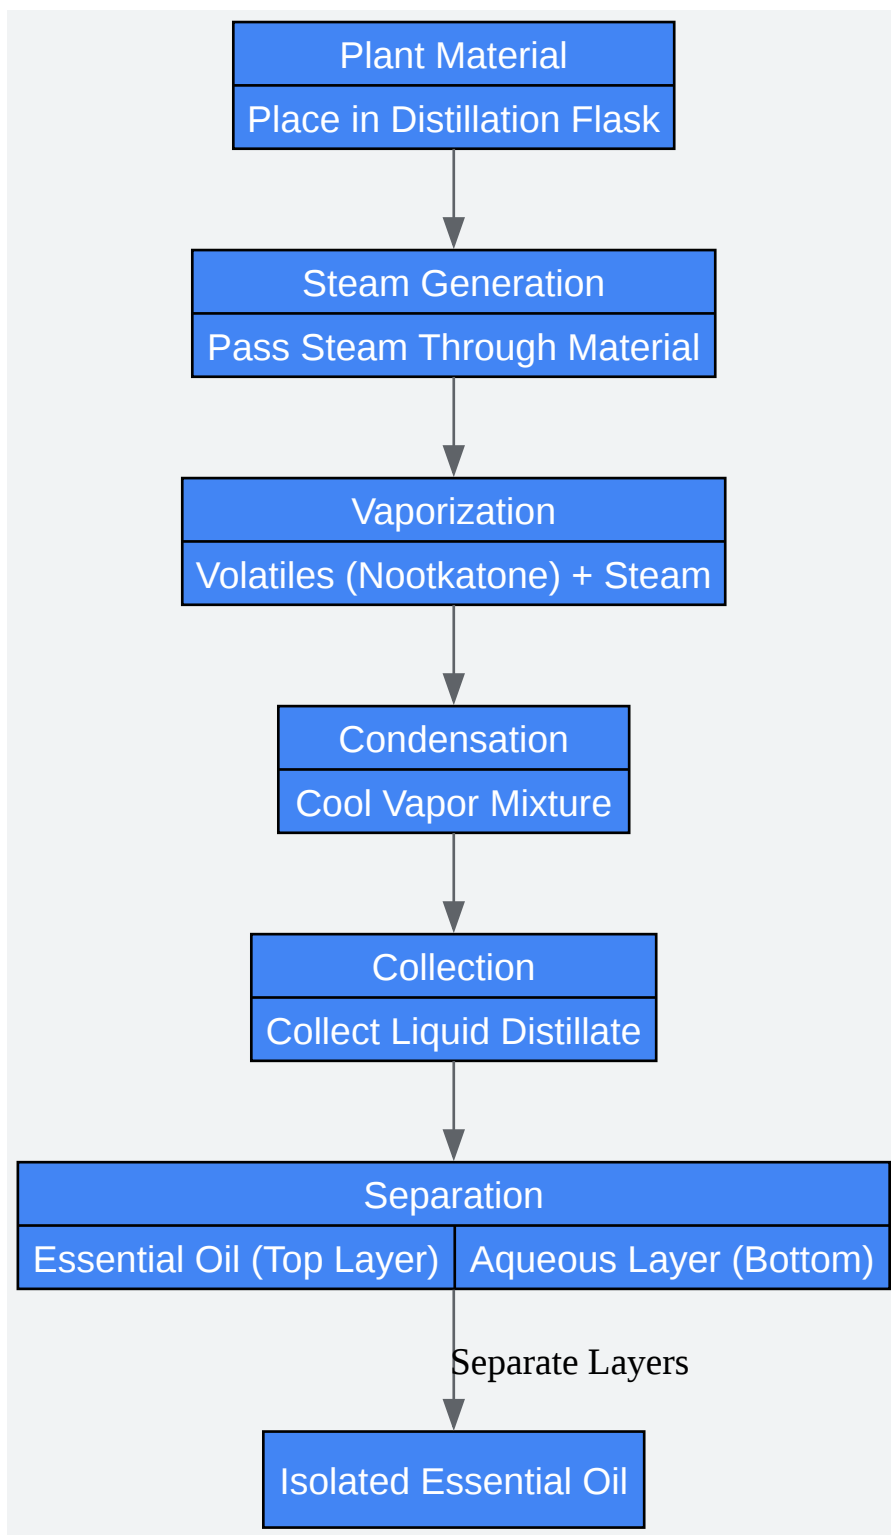 Plant Material
Place in Distillation Flask
Steam Generation
Pass Steam Through Material
Vaporization
Volatiles (Nootkatone) + Steam
Condensation
Cool Vapor Mixture
Collection
Collect Liquid Distillate
Separation
Essential Oil (Top Layer)
Aqueous Layer (Bottom)
Separate Layers
Isolated Essential Oil